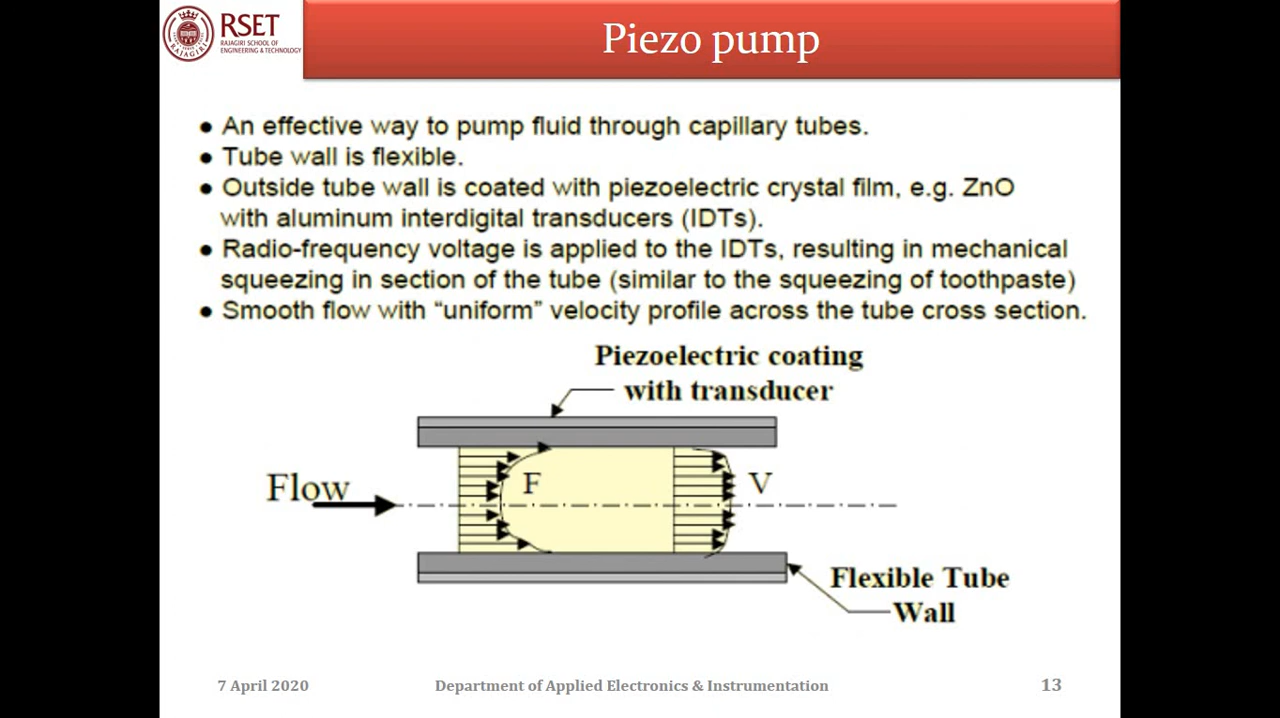 RSET
RAJAGIRI SCHOOL OF
ENGINEERING & TECHNOLOGY
RAJAGIRI
Piezo pump
● An effective way to pump fluid through capillary tubes.
● Tube wall is flexible.
● Outside tube wall is coated with piezoelectric crystal film, e.g. ZnO
with aluminum interdigital transducers (IDTs).
● Radio-frequency voltage is applied to the IDTs, resulting in mechanical
squeezing in section of the tube (similar to the squeezing of toothpaste)
● Smooth flow with “uniform” velocity profile across the tube cross section.
Piezoelectric coating
with transducer
Flow
F
V
Flexible Tube
Wall
7 April 2020
Department of Applied Electronics & Instrumentation
13